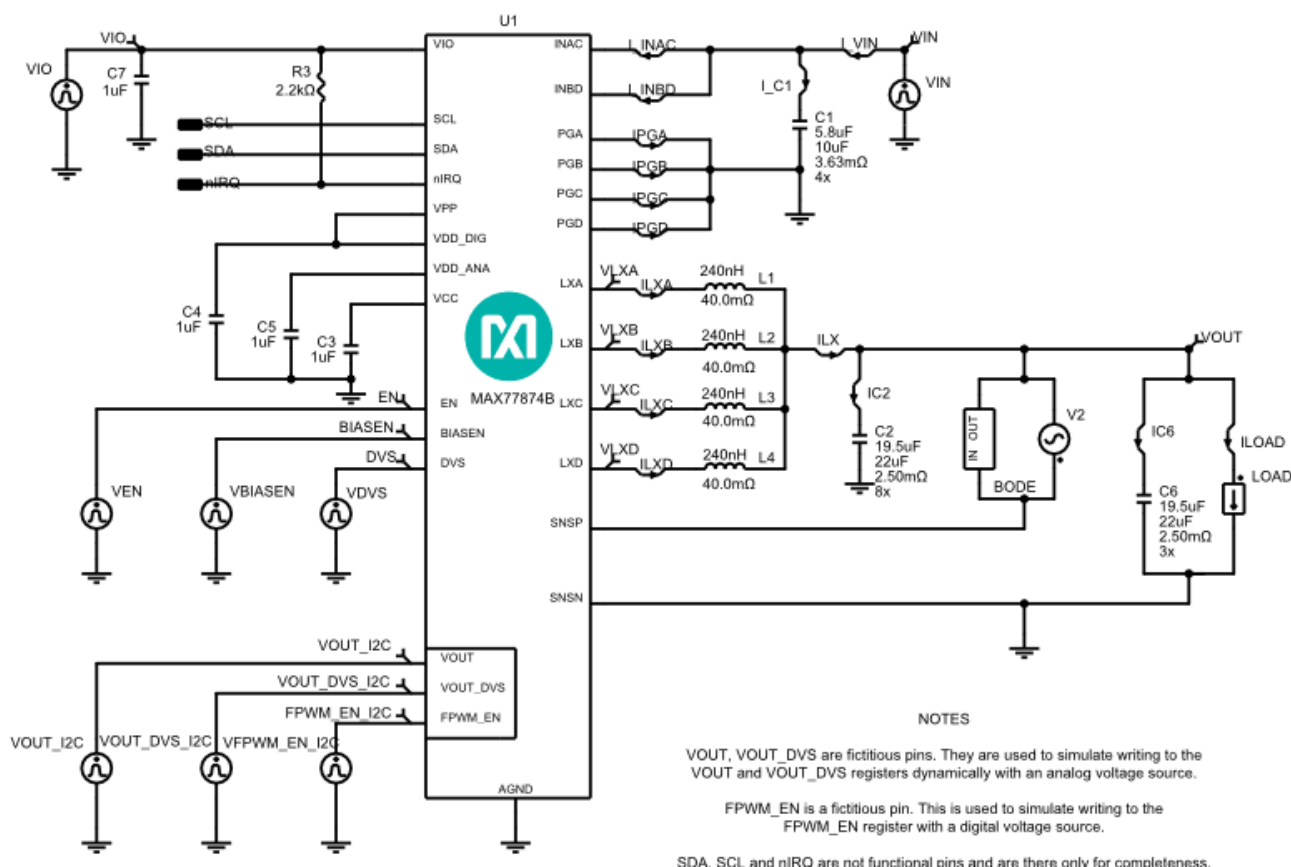 U1
VIO
VIO
C7
1uF
R3
2.2kΩ
SCL
SDA
nIRQ
VIO
SCL
SDA
nIRQ
VPP
VDD_DIG
VDD_ANA
VCC
C4
1uF
C5
1uF
C3
1uF
MAX77874B
EN
BIASEN
DVS
EN
BIASEN
DVS
VEN
VBIASEN
VDVS
VOUT_I2C
VOUT_DVS_I2C
FPWM_EN_I2C
VOUT
VOUT_DVS
FPWM_EN
VOUT_I2C
VOUT_DVS_I2C
VFPWM_EN_I2C
AGND
INAC
INBD
PGA
PGB
PGC
PGD
LXA
LXB
LXC
LXD
SNSP
SNSN
I_INAC
I_INBD
IPGA
IPGB
IPGC
IPGD
I_VIN
VIN
VIN
I_C1
C1
5.8uF
10uF
3.63mΩ
4x
VLXA
ILXA
240nH
L1
40.0mΩ
VLXB
ILXB
240nH
L2
40.0mΩ
VLXC
ILXC
240nH
L3
40.0mΩ
VLXD
ILXD
240nH
L4
40.0mΩ
ILX
IC2
C2
19.5uF
22uF
2.50mΩ
8x
IN OUT
BODE
V2
VOUT
IC6
C6
19.5uF
22uF
2.50mΩ
3x
ILOAD
LOAD
NOTES
VOUT, VOUT_DVS are fictitious pins. They are used to simulate writing to the
VOUT and VOUT_DVS registers dynamically with an analog voltage source.
FPWM_EN is a fictitious pin. This is used to simulate writing to the
FPWM_EN register with a digital voltage source.
SDA, SCL and nIRQ are not functional pins and are there only for completeness.